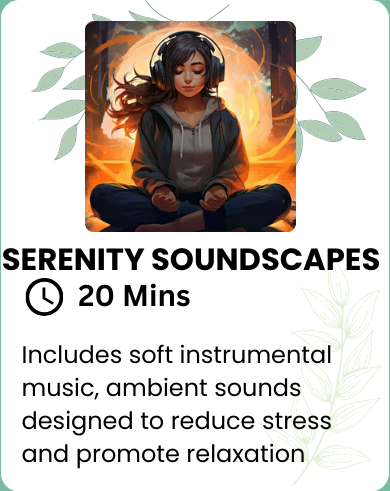 SERENITY SOUNDSCAPES
20 Mins
Includes soft instrumental
music, ambient sounds
designed to reduce stress
and promote relaxation